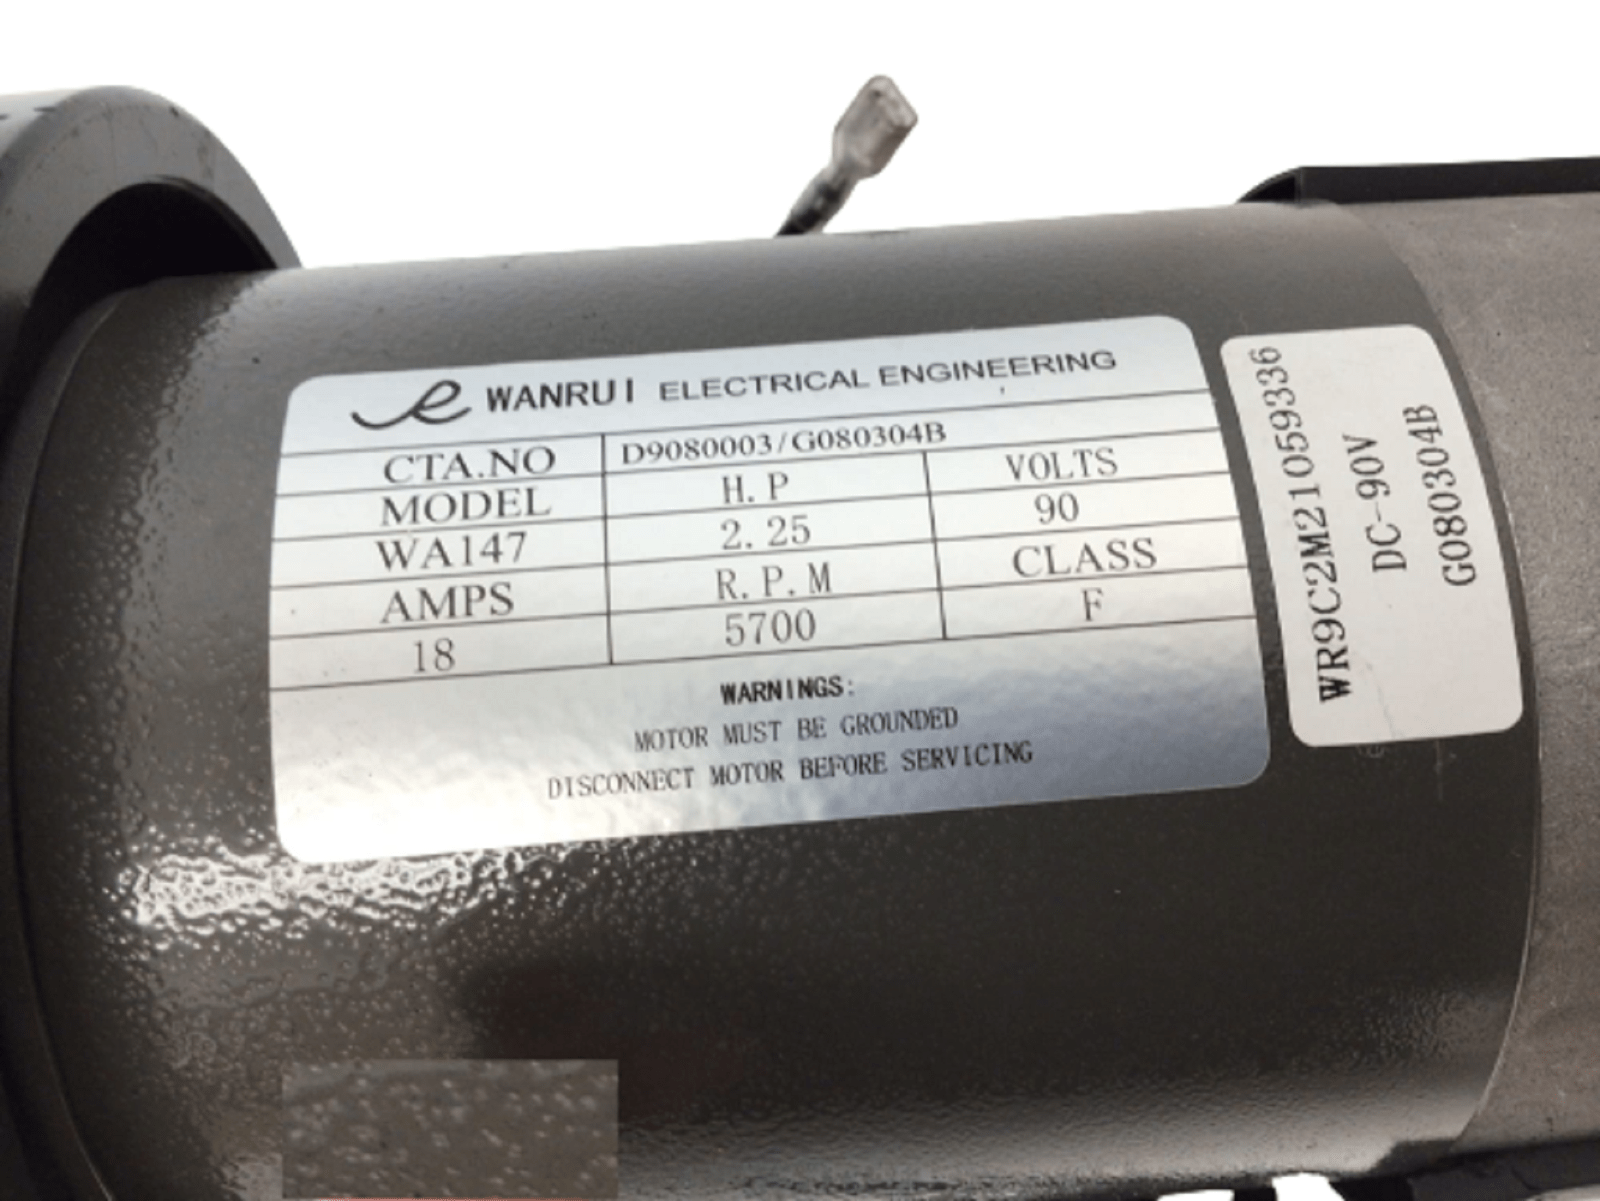 WANRUI ELECTRICAL ENGINEERING
CTA.NO D9080003/G080304B
MODEL H.P VOLTS
WA147 2.25 90
AMPS R.P.M CLASS
18 5700 F
WARNINGS:
MOTOR MUST BE GROUNDED
DISCONNECT MOTOR BEFORE SERVICING
WR9C2M21059336
DC-90V
G080304B